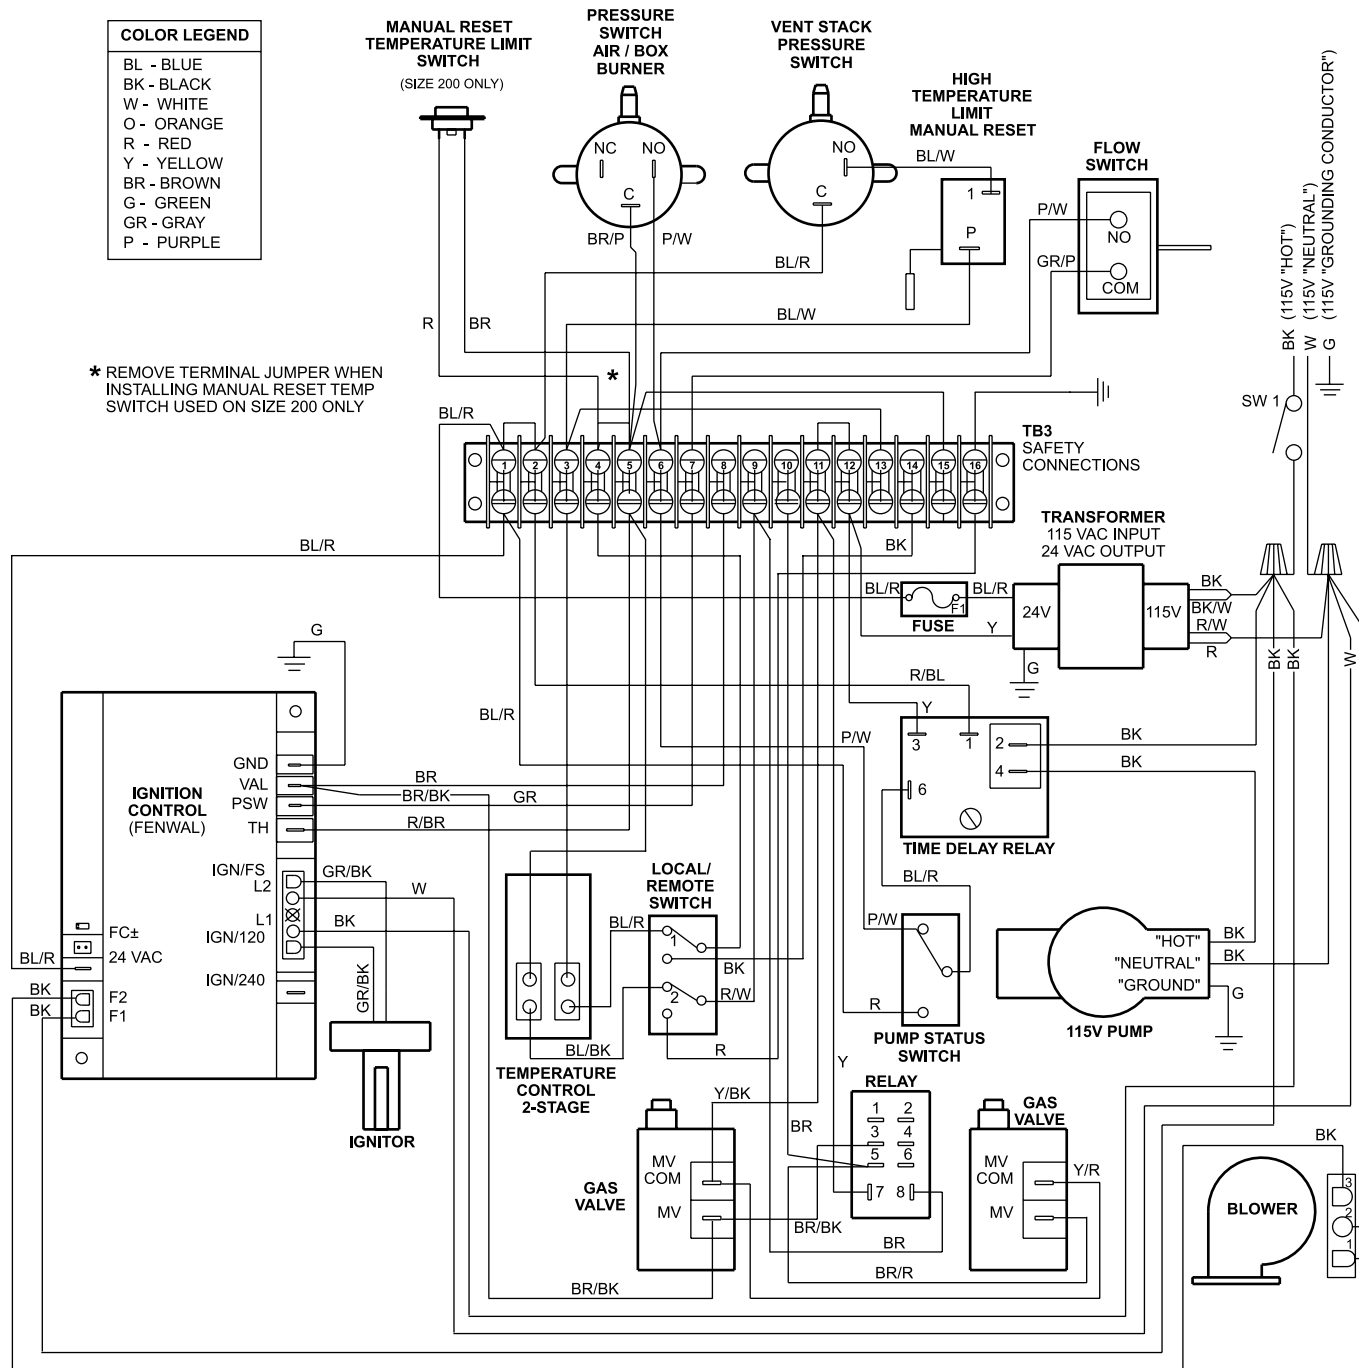 COLOR LEGEND
BL - BLUE
BK - BLACK
W - WHITE
O - ORANGE
R - RED
Y - YELLOW
BR - BROWN
G - GREEN
GR - GRAY
P - PURPLE
MANUAL RESET
TEMPERATURE LIMIT
SWITCH
(SIZE 200 ONLY)
PRESSURE
SWITCH
AIR / BOX
BURNER
VENT STACK
PRESSURE
SWITCH
HIGH
TEMPERATURE
LIMIT
MANUAL RESET
FLOW
SWITCH
NC
NO
C
NO
C
BL/W
1
P
P/W
NO
GR/P
COM
BK (115V "HOT")
W (115V "NEUTRAL")
G (115V "GROUNDING CONDUCTOR")
BR/P
P/W
BL/R
BL/W
R
BR
* REMOVE TERMINAL JUMPER WHEN
INSTALLING MANUAL RESET TEMP
SWITCH USED ON SIZE 200 ONLY
*
SW 1
BL/R
TB3
SAFETY
CONNECTIONS
1 2 3 4 5 6 7 8 9 10 11 12 13 14 15 16
TRANSFORMER
115 VAC INPUT
24 VAC OUTPUT
BL/R
BK
BL/R
F1
BL/R
FUSE
24V
115V
BK
BK/W
R/W
R
Y
G
BK
BK
W
G
R/BL
BL/R
Y
P/W
3
1
2
4
6
BK
BK
TIME DELAY RELAY
IGNITION
CONTROL
(FENWAL)
GND
VAL
PSW
TH
BR
BR/BK
GR
R/BR
IGN/FS
L2
L1
IGN/120
IGN/240
GR/BK
W
BK
GR/BK
FC±
24 VAC
F2
F1
BL/R
BK
BK
IGNITOR
LOCAL/
REMOTE
SWITCH
BL/R
1
BK
2
R/W
BL/BK
R
TEMPERATURE
CONTROL
2-STAGE
BL/R
P/W
R
PUMP STATUS
SWITCH
"HOT"
"NEUTRAL"
"GROUND"
BK
BK
G
115V PUMP
Y
Y/BK
BR
RELAY
1 2
3 4
5 6
7 8
GAS
VALVE
MV
COM
MV
BR/BK
BR
BR/R
BR/BK
GAS
VALVE
MV
COM
MV
Y/R
BK
BLOWER
3
2
1